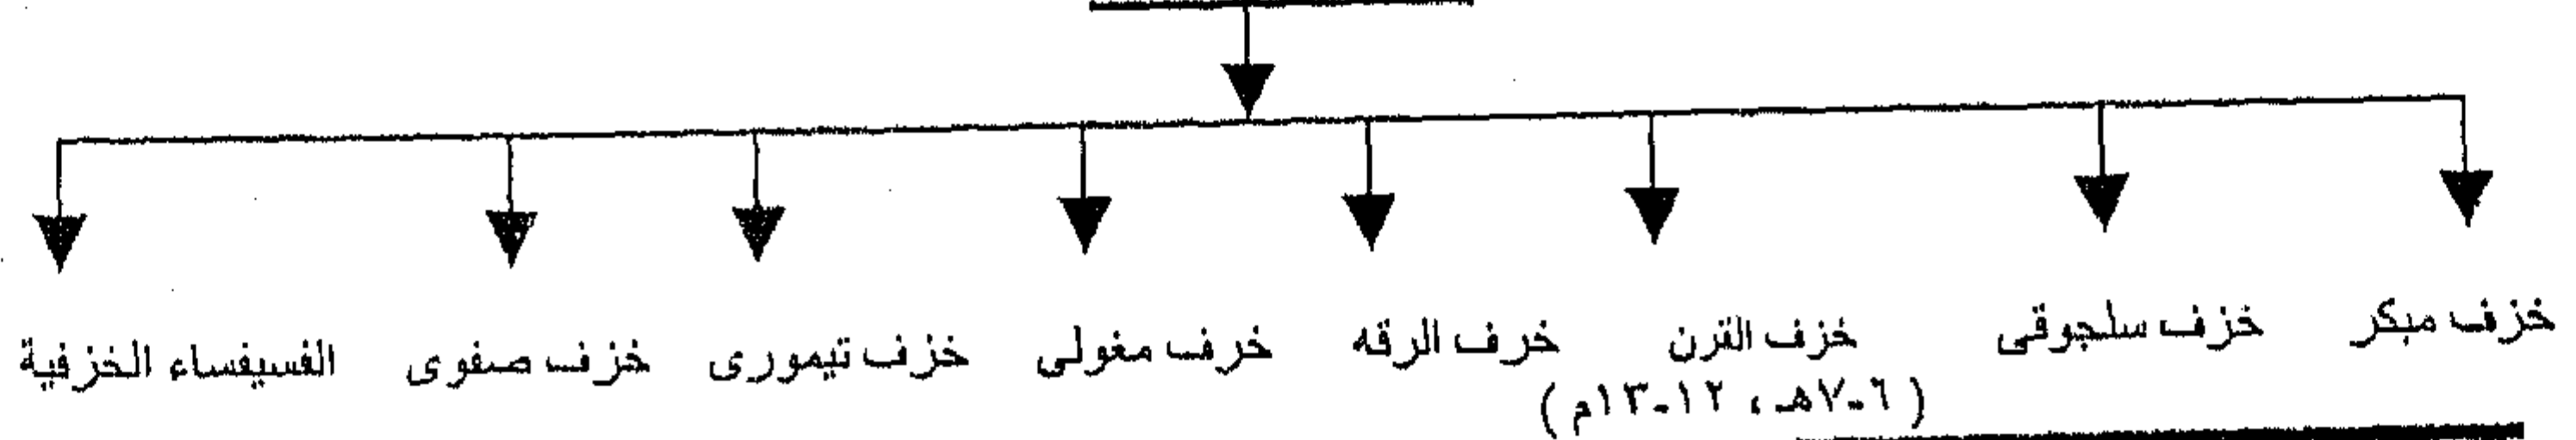 خزف مبكر
خزف سلجوقى
خزف القرن
( ٦-٧هـ ، ١٢-١٣م )
خرف الرقه
خرف مغولى
خزف تيمورى
خزف صفوى
الفسيفساء الخزفية